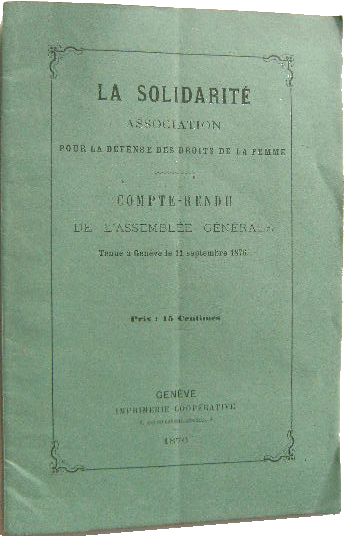 LA SOLIDARITÉ
ASSOCIATION
POUR LA DÉFENSE DES DROITS DE LA FEMME
COMPTE-RENDU
DE L'ASSEMBLÉE GÉNÉRALE
Tenue à Genève le 11 septembre 1876
Prix : 15 Centimes
GENÈVE
IMPRIMERIE COOPÉRATIVE
1876